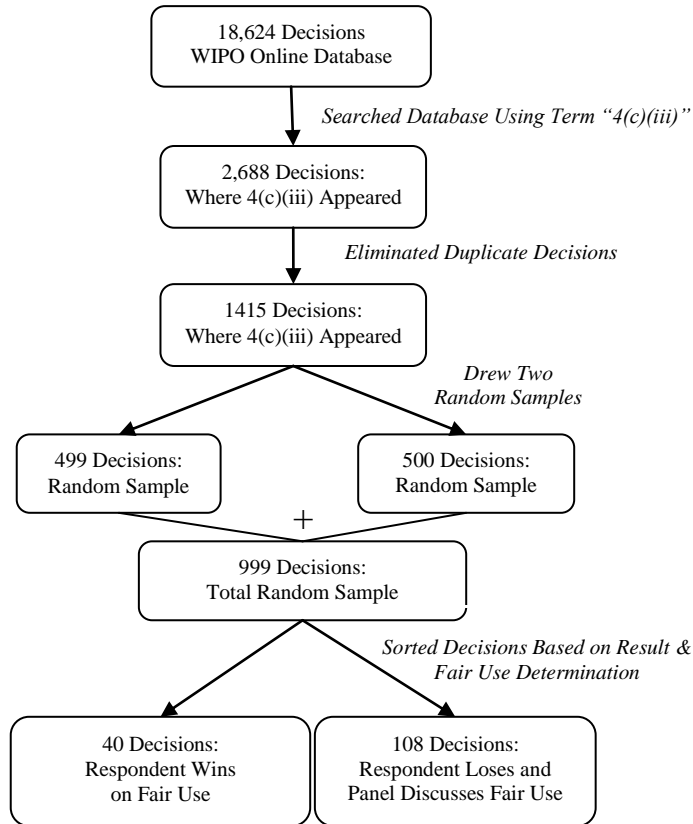 18,624 Decisions
WIPO Online Database
Searched Database Using Term “4(c)(iii)”
2,688 Decisions:
Where 4(c)(iii) Appeared
Eliminated Duplicate Decisions
1415 Decisions:
Where 4(c)(iii) Appeared
Drew Two
Random Samples
499 Decisions:
Random Sample
500 Decisions:
Random Sample
+
999 Decisions:
Total Random Sample
Sorted Decisions Based on Result &
Fair Use Determination
40 Decisions:
Respondent Wins
on Fair Use
108 Decisions:
Respondent Loses and
Panel Discusses Fair Use